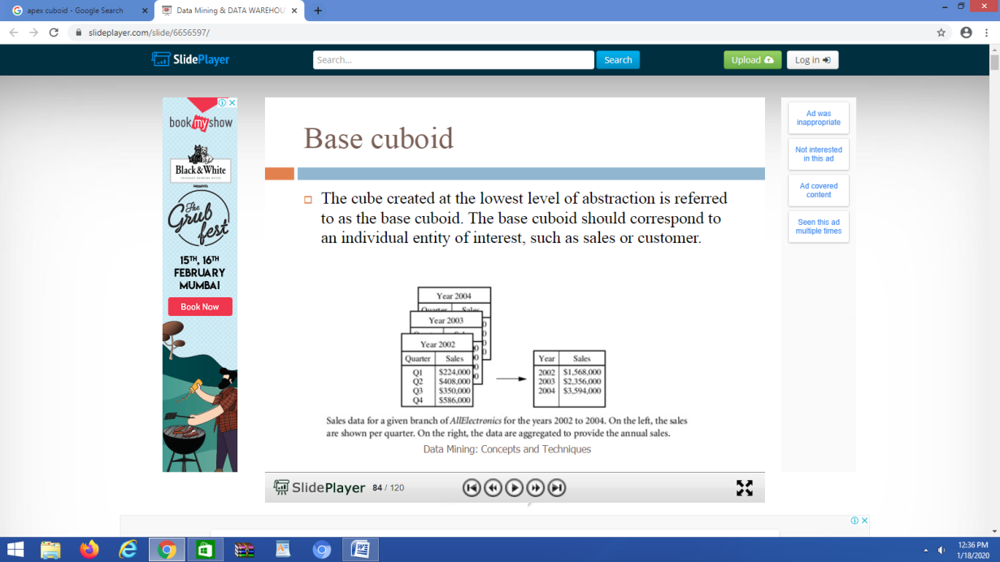 apex cuboid - Google Search
Data Mining & DATA WAREHOU
slideplayer.com/slide/6656597/
SlidePlayer
Search...
Search
Upload
Log in
book my show
Black & White
PRESENTS
The
Grub
fest
15TH, 16TH
FEBRUARY
MUMBAI
Book Now
Base cuboid
The cube created at the lowest level of abstraction is referred
to as the base cuboid. The base cuboid should correspond to
an individual entity of interest, such as sales or customer.
Year 2004
Quarter Sales
Year 2003
Year 2002
Quarter Sales
Q1 $224,000
Q2 $408,000
Q3 $350,000
Q4 $586,000
Year Sales
2002 $1,568,000
2003 $2,356,000
2004 $3,594,000
Sales data for a given branch of AllElectronics for the years 2002 to 2004. On the left, the sales
are shown per quarter. On the right, the data are aggregated to provide the annual sales.
Data Mining: Concepts and Techniques
SlidePlayer 84 / 120
Ad was
inappropriate
Not interested
in this ad
Ad covered
content
Seen this ad
multiple times
12:36 PM
1/18/2020